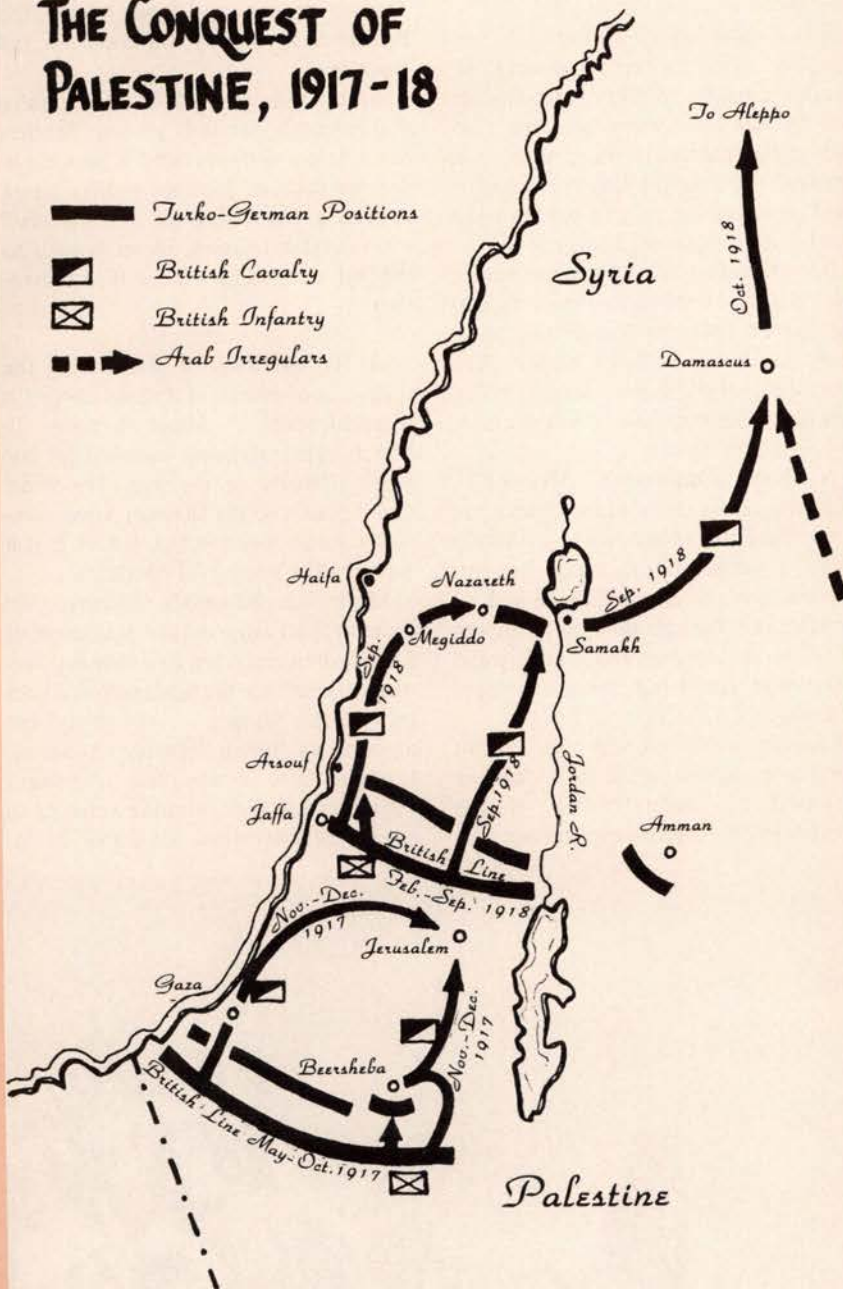 THE CONQUEST OF
PALESTINE, 1917-18
Turko-German Positions
British Cavalry
British Infantry
Arab Irregulars
To Aleppo
Oct. 1918
Syria
Damascus
Sep. 1918
Haifa
Nazareth
Megiddo
Samakh
Sep. 1918
Arsouf
Sep. 1918
Jordan R.
Jaffa
Amman
British Line
Feb.-Sep. 1918
Nov.-Dec. 1917
Jerusalem
Gaza
Nov.-Dec. 1917
Beersheba
British Line May-Oct. 1917
Palestine